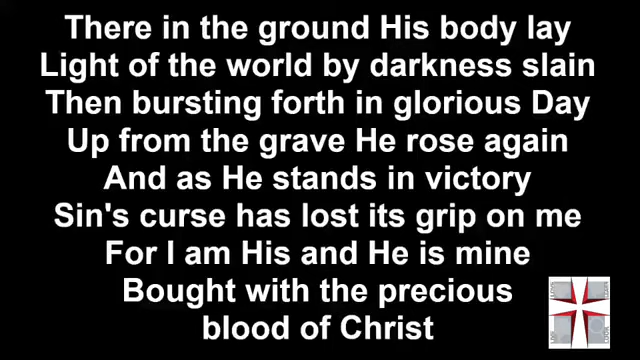 There in the ground His body lay
Light of the world by darkness slain
Then bursting forth in glorious Day
Up from the grave He rose again
And as He stands in victory
Sin's curse has lost its grip on me
For I am His and He is mine
Bought with the precious
blood of Christ